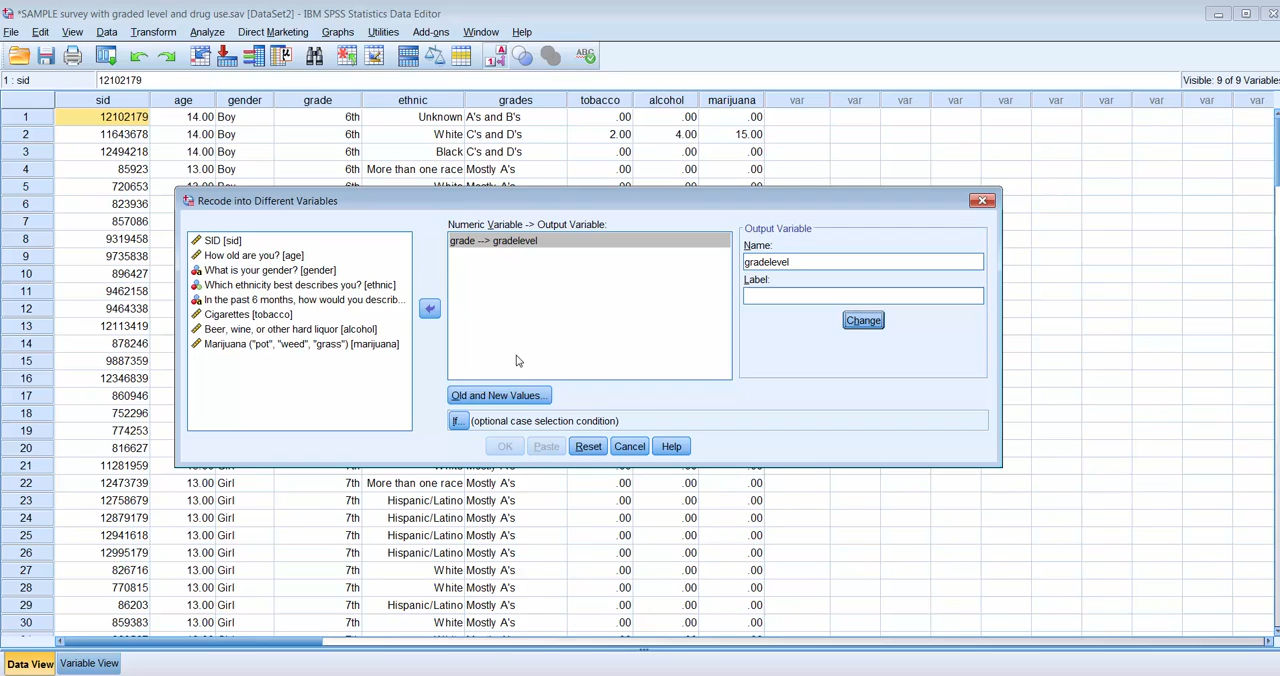 *SAMPLE survey with graded level and drug use.sav [DataSet2] - IBM SPSS Statistics Data Editor
File Edit View Data Transform Analyze Direct Marketing Graphs Utilities Add-ons Window Help
1 : sid 12102179 Visible: 9 of 9 Variables
sid age gender grade ethnic grades tobacco alcohol marijuana var var var var var var var var var var
1 12102179 14.00 Boy 6th Unknown A's and B's .00 .00 .00
2 11643678 14.00 Boy 6th White C's and D's 2.00 4.00 15.00
3 12494218 14.00 Boy 6th Black C's and D's .00 .00 .00
4 85923 13.00 Boy 6th More than one race Mostly A's .00 .00 .00
5 720653 .00 .00 .00
6 823936
7 857086
8 9319458
9 9735838
10 896427
11 9462158
12 9464338
13 12113419
14 878246
15 9887359
16 12346839
17 860946
18 752296
19 774253
20 816627
21 11281959
Recode into Different Variables
SID [sid]
How old are you? [age]
What is your gender? [gender]
Which ethnicity best describes you? [ethnic]
In the past 6 months, how would you describ...
Cigarettes [tobacco]
Beer, wine, or other hard liquor [alcohol]
Marijuana ("pot", "weed", "grass") [marijuana]
Numeric Variable -> Output Variable:
grade --> gradelevel
Output Variable
Name:
gradelevel
Label:
Change
Old and New Values...
If... (optional case selection condition)
OK Paste Reset Cancel Help
22 12473739 13.00 Girl 7th More than one race Mostly A's .00 .00 .00
23 12758679 13.00 Girl 7th Hispanic/Latino Mostly A's .00 .00 .00
24 12879179 13.00 Girl 7th Hispanic/Latino Mostly A's .00 .00 .00
25 12941618 13.00 Girl 7th Hispanic/Latino Mostly A's .00 .00 .00
26 12995179 13.00 Girl 7th Hispanic/Latino Mostly A's .00 .00 .00
27 826716 13.00 Girl 7th White Mostly A's .00 .00 .00
28 770815 13.00 Girl 7th White Mostly A's .00 .00 .00
29 86203 13.00 Girl 7th Hispanic/Latino Mostly A's .00 .00 .00
30 859383 13.00 Girl 7th White Mostly A's .00 .00 .00
Data View Variable View